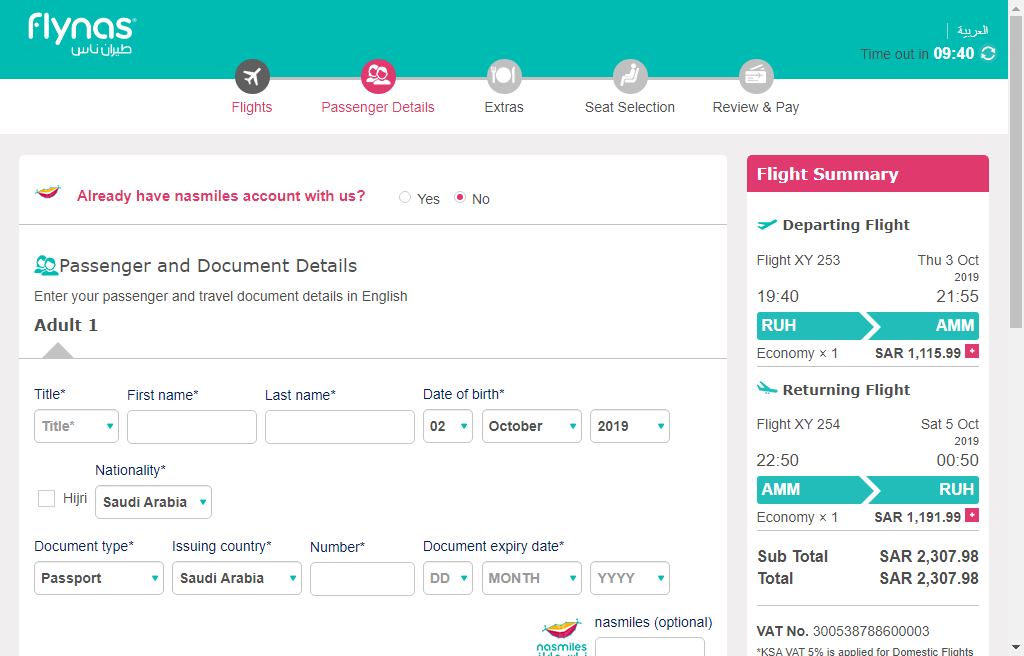 flynas
طيران ناس
العربية
Time out in 09:40
Flights
Passenger Details
Extras
Seat Selection
Review & Pay
Already have nasmiles account with us?
Yes
No
Passenger and Document Details
Enter your passenger and travel document details in English
Adult 1
Title*
First name*
Last name*
Date of birth*
Title*
02
October
2019
Nationality*
Hijri
Saudi Arabia
Document type*
Issuing country*
Number*
Document expiry date*
Passport
Saudi Arabia
DD
MONTH
YYYY
nasmiles (optional)
nasmiles
Flight Summary
Departing Flight
Flight XY 253
Thu 3 Oct
2019
19:40
21:55
RUH
AMM
Economy × 1
SAR 1,115.99
Returning Flight
Flight XY 254
Sat 5 Oct
2019
22:50
00:50
AMM
RUH
Economy × 1
SAR 1,191.99
Sub Total
SAR 2,307.98
Total
SAR 2,307.98
VAT No. 300538788600003
*KSA VAT 5% is applied for Domestic Flights